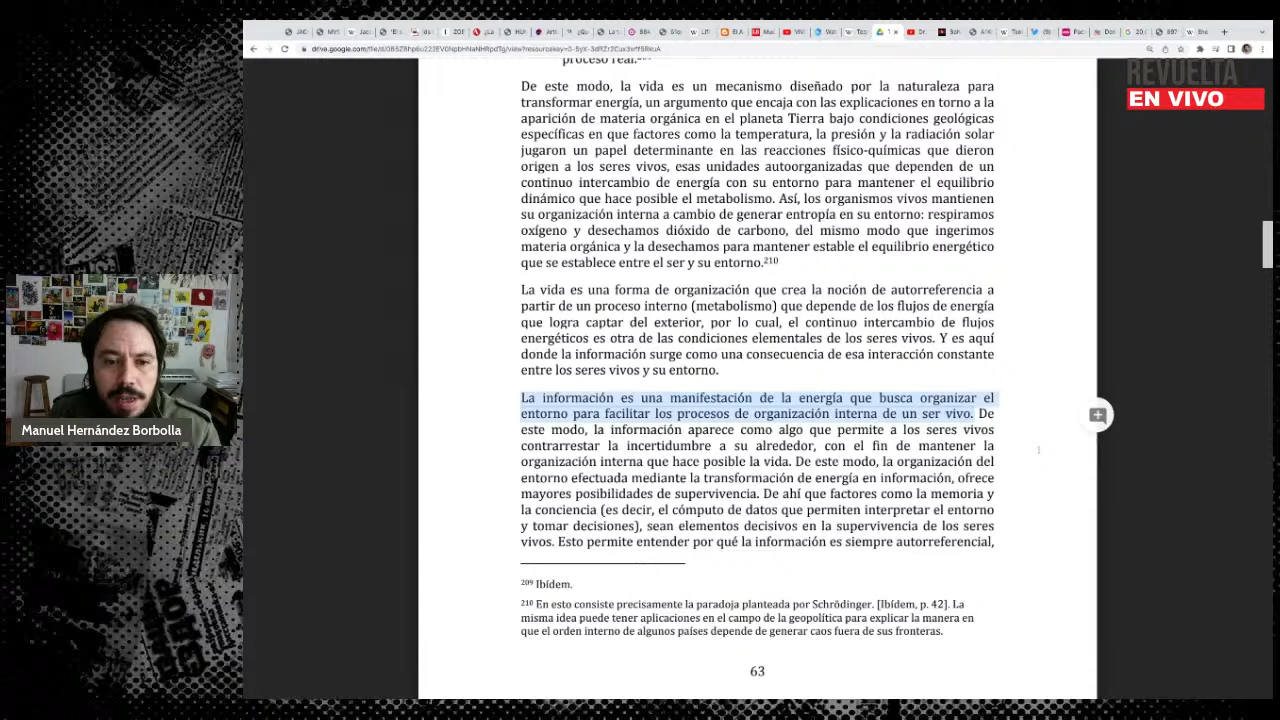 REVUELTA
EN VIVO
proceso real.
De este modo, la vida es un mecanismo diseñado por la naturaleza para
transformar energía, un argumento que encaja con las explicaciones en torno a la
aparición de materia orgánica en el planeta Tierra bajo condiciones geológicas
específicas en que factores como la temperatura, la presión y la radiación solar
jugaron un papel determinante en las reacciones físico-químicas que dieron
origen a los seres vivos, esas unidades autoorganizadas que dependen de un
continuo intercambio de energía con su entorno para mantener el equilibrio
dinámico que hace posible el metabolismo. Así, los organismos vivos mantienen
su organización interna a cambio de generar entropía en su entorno: respiramos
oxígeno y desechamos dióxido de carbono, del mismo modo que ingerimos
materia orgánica y la desechamos para mantener estable el equilibrio energético
que se establece entre el ser y su entorno.210
La vida es una forma de organización que crea la noción de autorreferencia a
partir de un proceso interno (metabolismo) que depende de los flujos de energía
que logra captar del exterior, por lo cual, el continuo intercambio de flujos
energéticos es otra de las condiciones elementales de los seres vivos. Y es aquí
donde la información surge como una consecuencia de esa interacción constante
entre los seres vivos y su entorno.
La información es una manifestación de la energía que busca organizar el
entorno para facilitar los procesos de organización interna de un ser vivo. De
este modo, la información aparece como algo que permite a los seres vivos
contrarrestar la incertidumbre a su alrededor, con el fin de mantener la
organización interna que hace posible la vida. De este modo, la organización del
entorno efectuada mediante la transformación de energía en información, ofrece
mayores posibilidades de supervivencia. De ahí que factores como la memoria y
la conciencia (es decir, el cómputo de datos que permiten interpretar el entorno
y tomar decisiones), sean elementos decisivos en la supervivencia de los seres
vivos. Esto permite entender por qué la información es siempre autorreferencial,
209 Ibídem.
210 En esto consiste precisamente la paradoja planteada por Schrödinger. [Ibídem, p. 42]. La
misma idea puede tener aplicaciones en el campo de la geopolítica para explicar la manera en
que el orden interno de algunos países depende de generar caos fuera de sus fronteras.
63
Manuel Hernández Borbolla